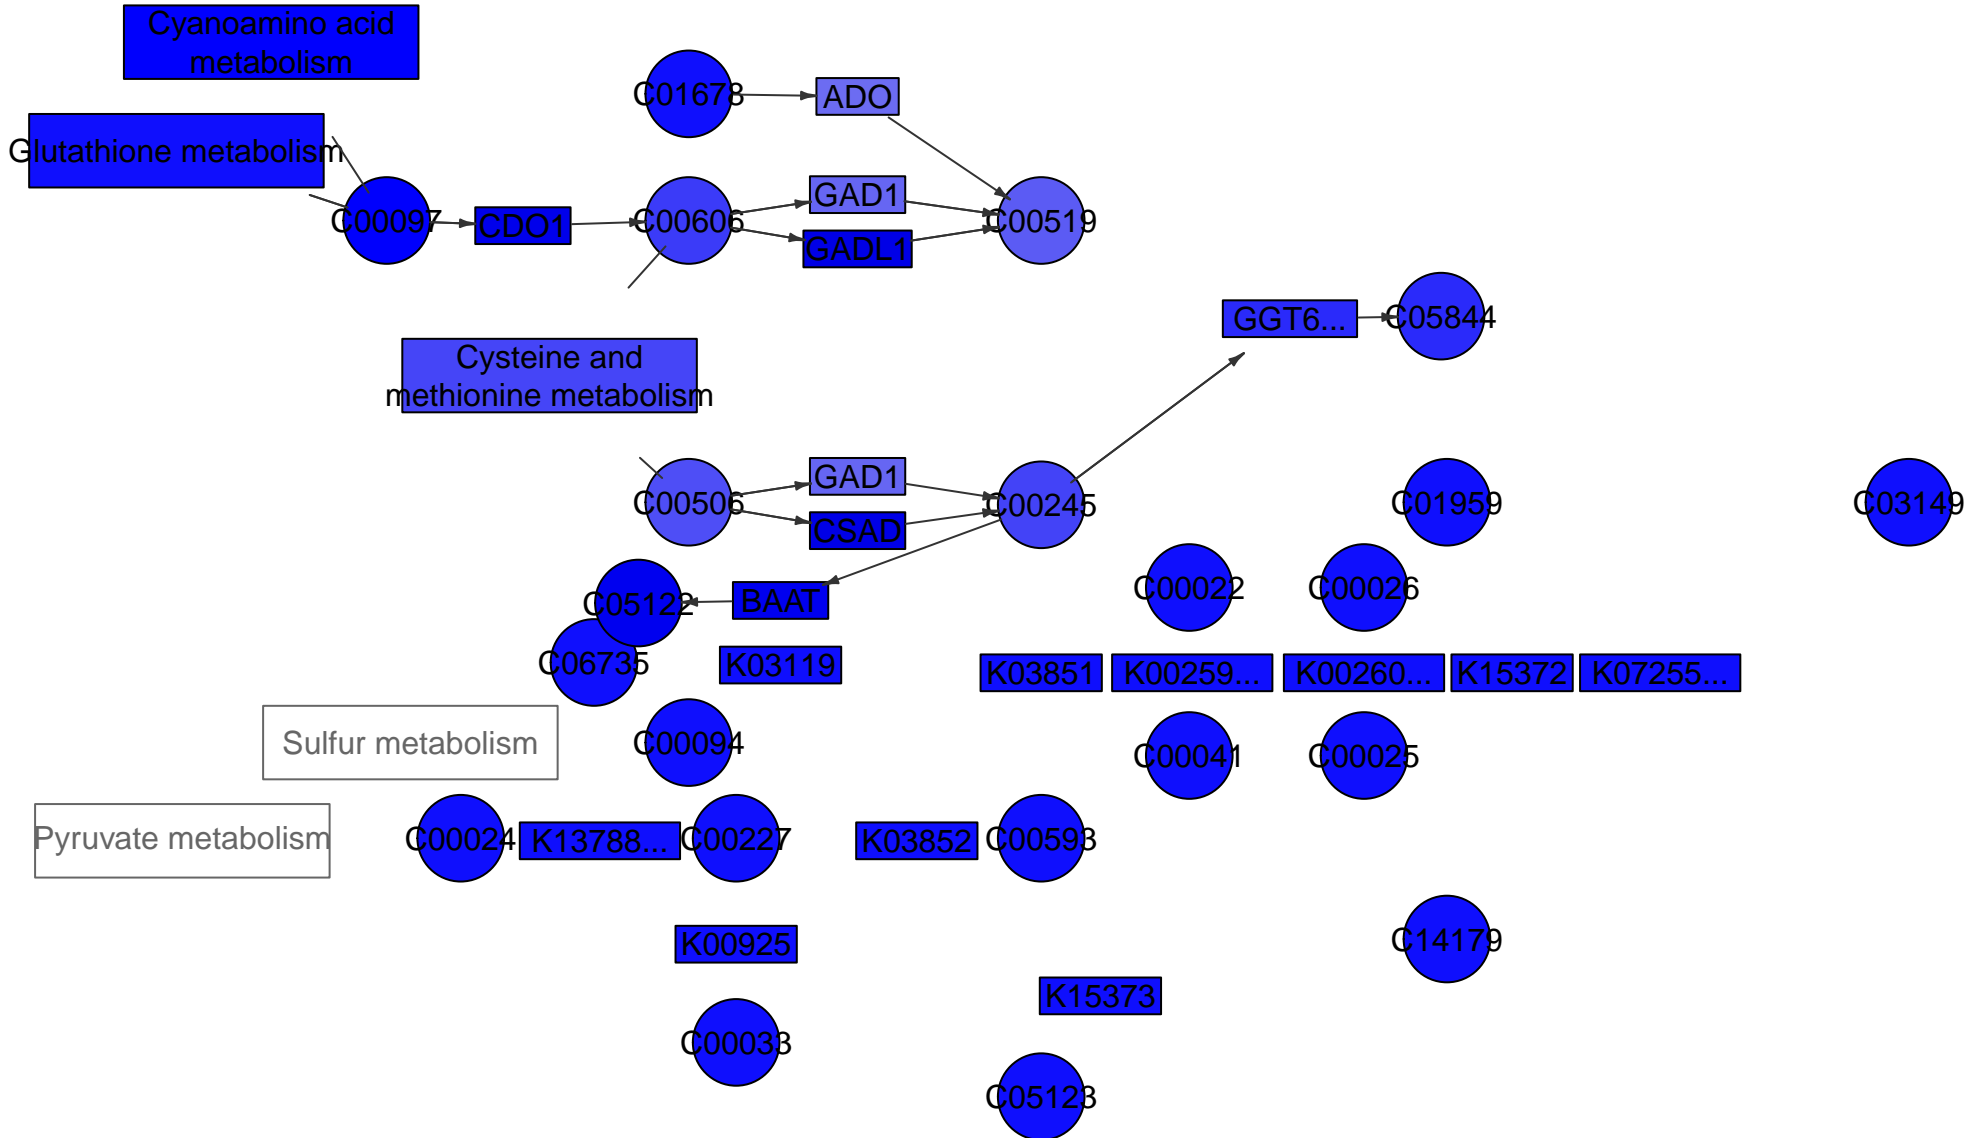 Cyanoamino acid
metabolism
C01678
ADO
Glutathione metabolism
C00097
CDO1
C00606
GAD1
GADL1
C00519
GGT6...
C05844
Cysteine and
methionine metabolism
C00506
GAD1
CSAD
C00245
C01959
C03149
C05122
BAAT
C00022
C00026
C06735
K03119
K03851
K00259...
K00260...
K15372
K07255...
Sulfur metabolism
C00094
C00041
C00025
Pyruvate metabolism
C00024
K13788...
C00227
K03852
C00593
K00925
C14179
K15373
C00033
C05123